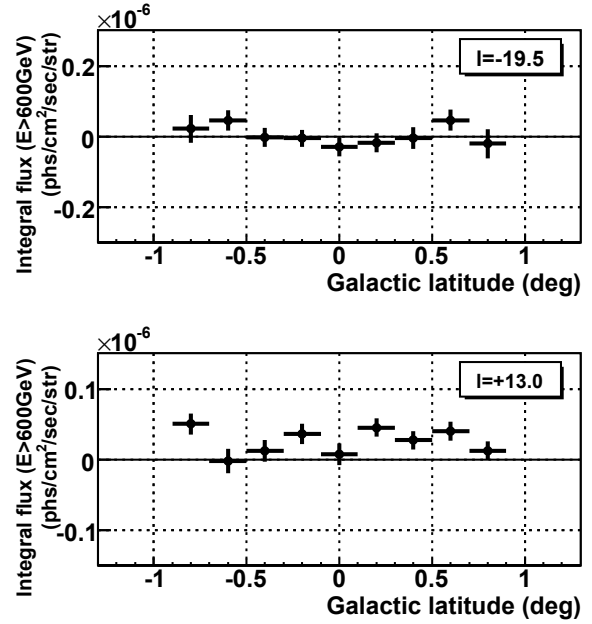 ×10⁻⁶
Integral flux (E>600GeV)
(phs/cm²/sec/str)
0.2
0
-0.2
l=-19.5
-1 -0.5 0 0.5 1
Galactic latitude (deg)
×10⁻⁶
Integral flux (E>600GeV)
(phs/cm²/sec/str)
0.1
0
-0.1
l=+13.0
-1 -0.5 0 0.5 1
Galactic latitude (deg)